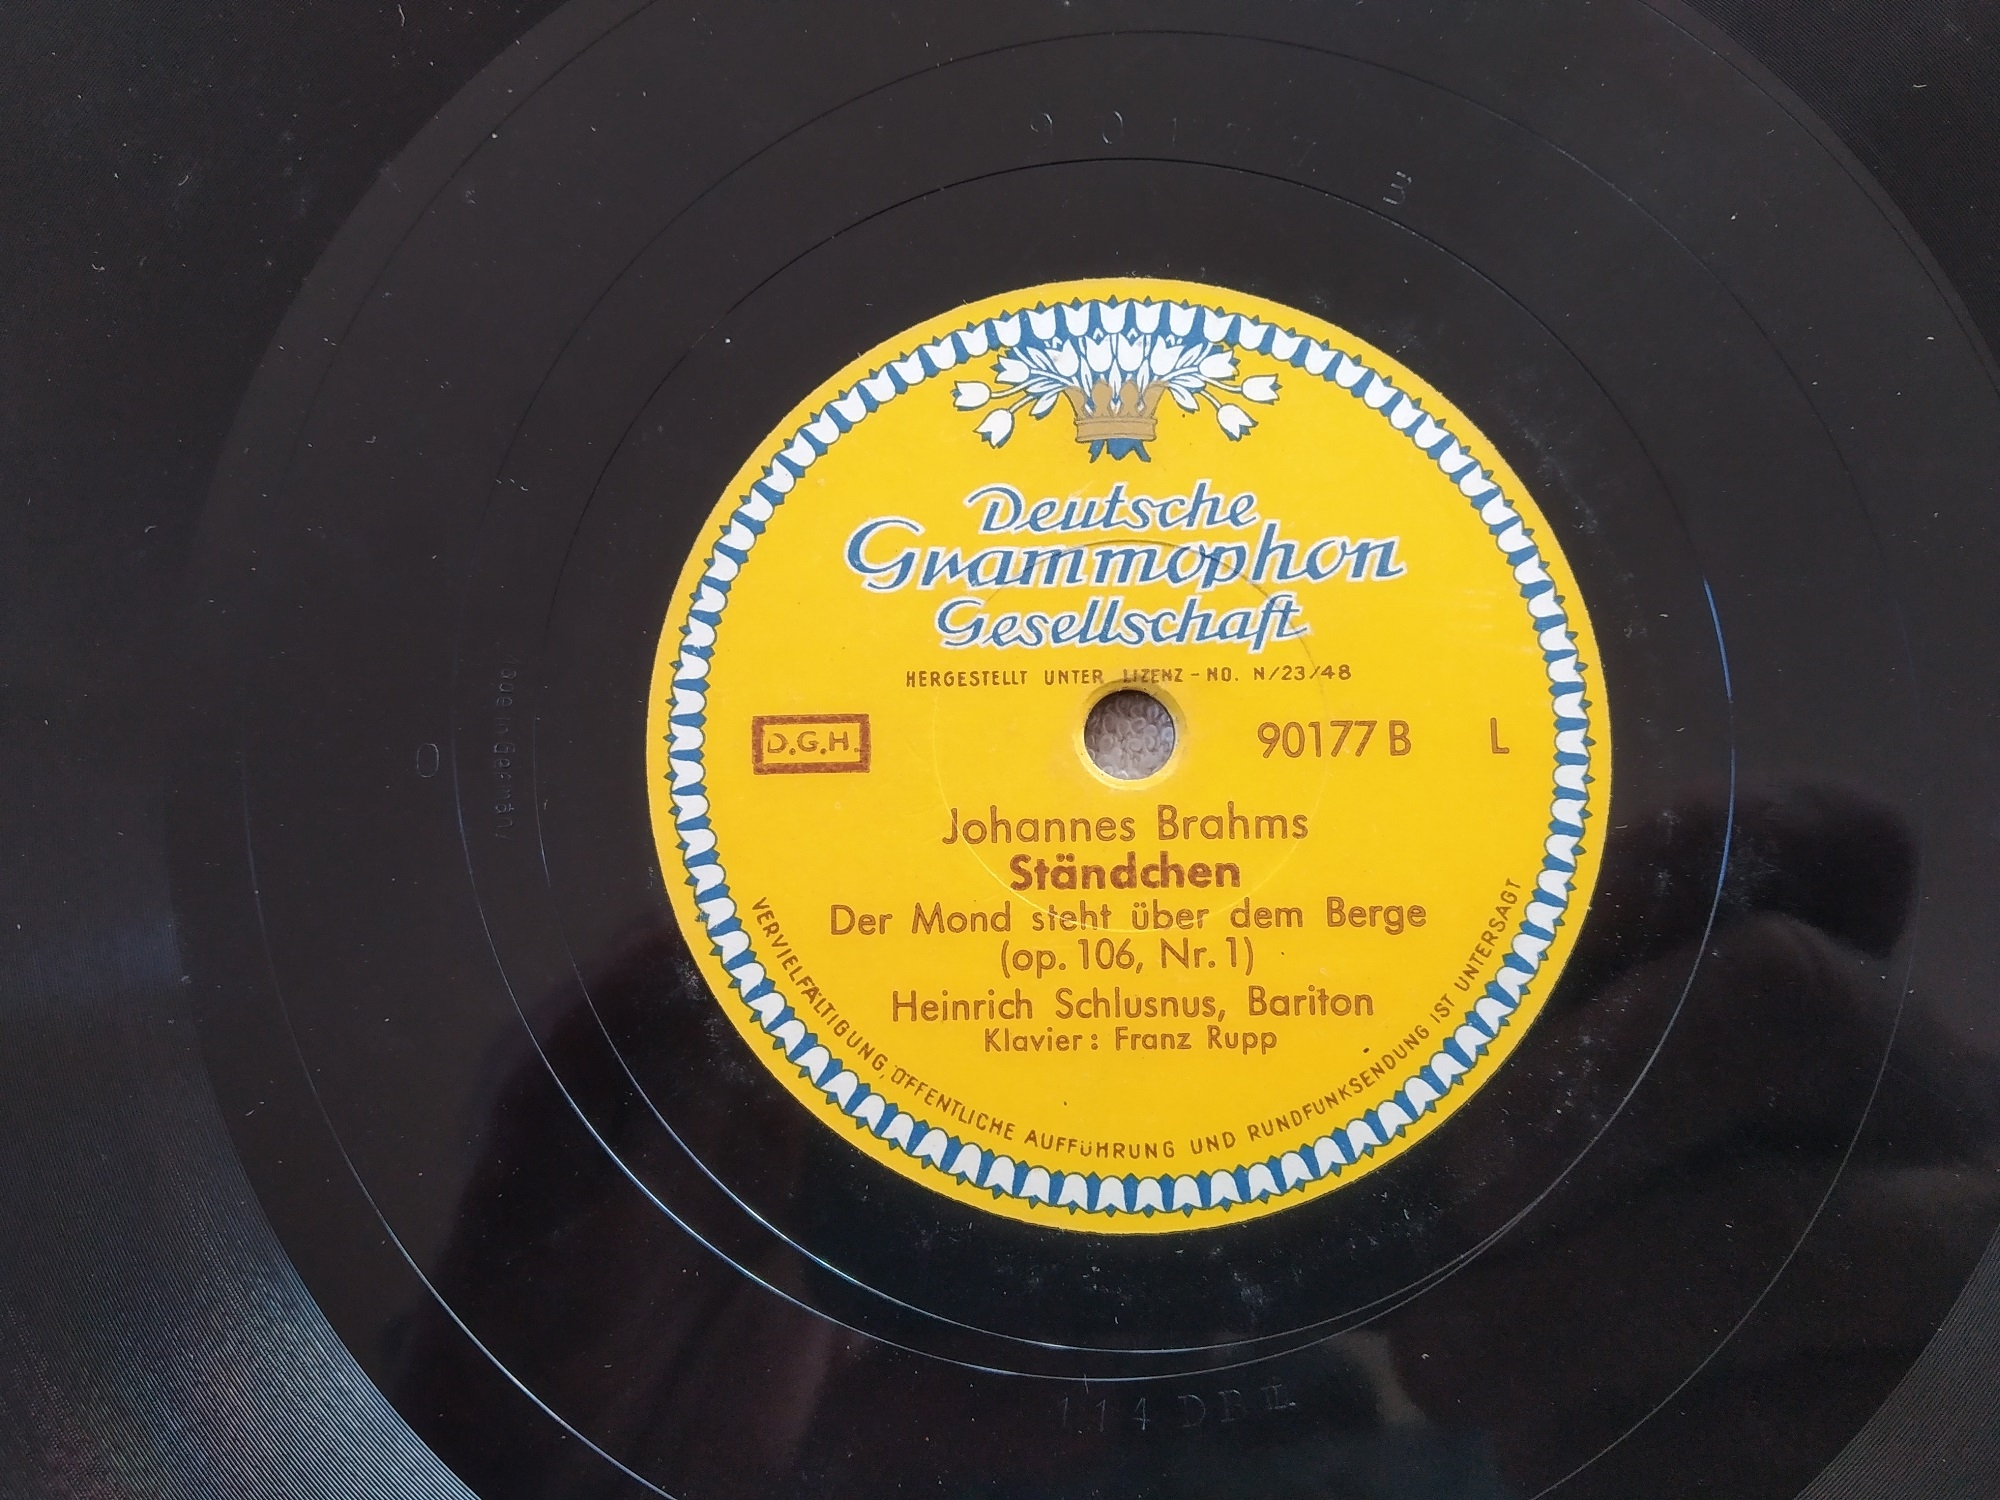 90177
B
Deutsche
Grammophon
Gesellschaft
HERGESTELLT UNTER LIZENZ-NO. N/23/48
D.G.H.
90177 B L
O
Johannes Brahms
Ständchen
Der Mond steht über dem Berge
(op. 106, Nr. 1)
Heinrich Schlusnus, Bariton
Klavier: Franz Rupp
VERVIELFÄLTIGUNG, ÖFFENTLICHE AUFFÜHRUNG UND RUNDFUNKSENDUNG IST UNTERSAGT